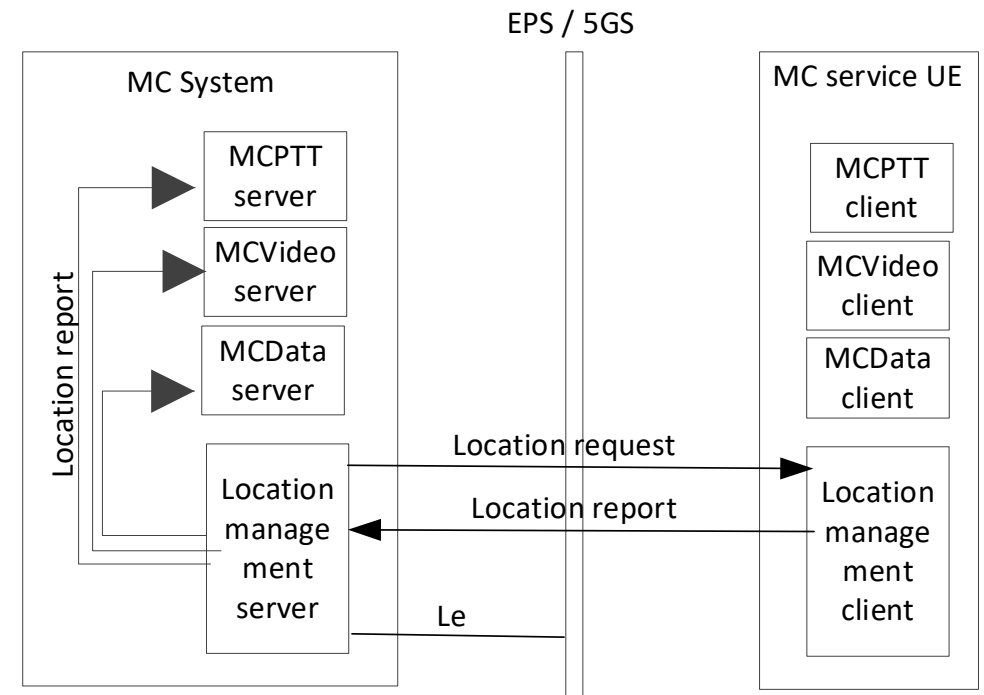 EPS / 5GS
MC System
MC service UE
MCPTT
server
MCVideo
server
MCData
server
Location report
Location
manage
ment
server
Location request
Location report
Le
MCPTT
client
MCVideo
client
MCData
client
Location
manage
ment
client